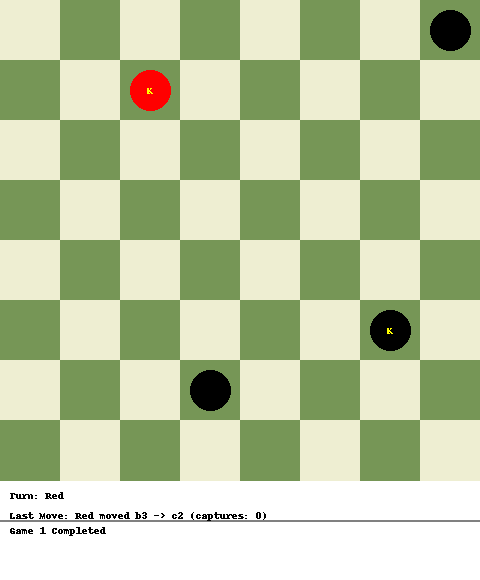 K
K
Turn: Red
Last Move: Red moved b3 -> c2 (captures: 0)
Game 1 Completed